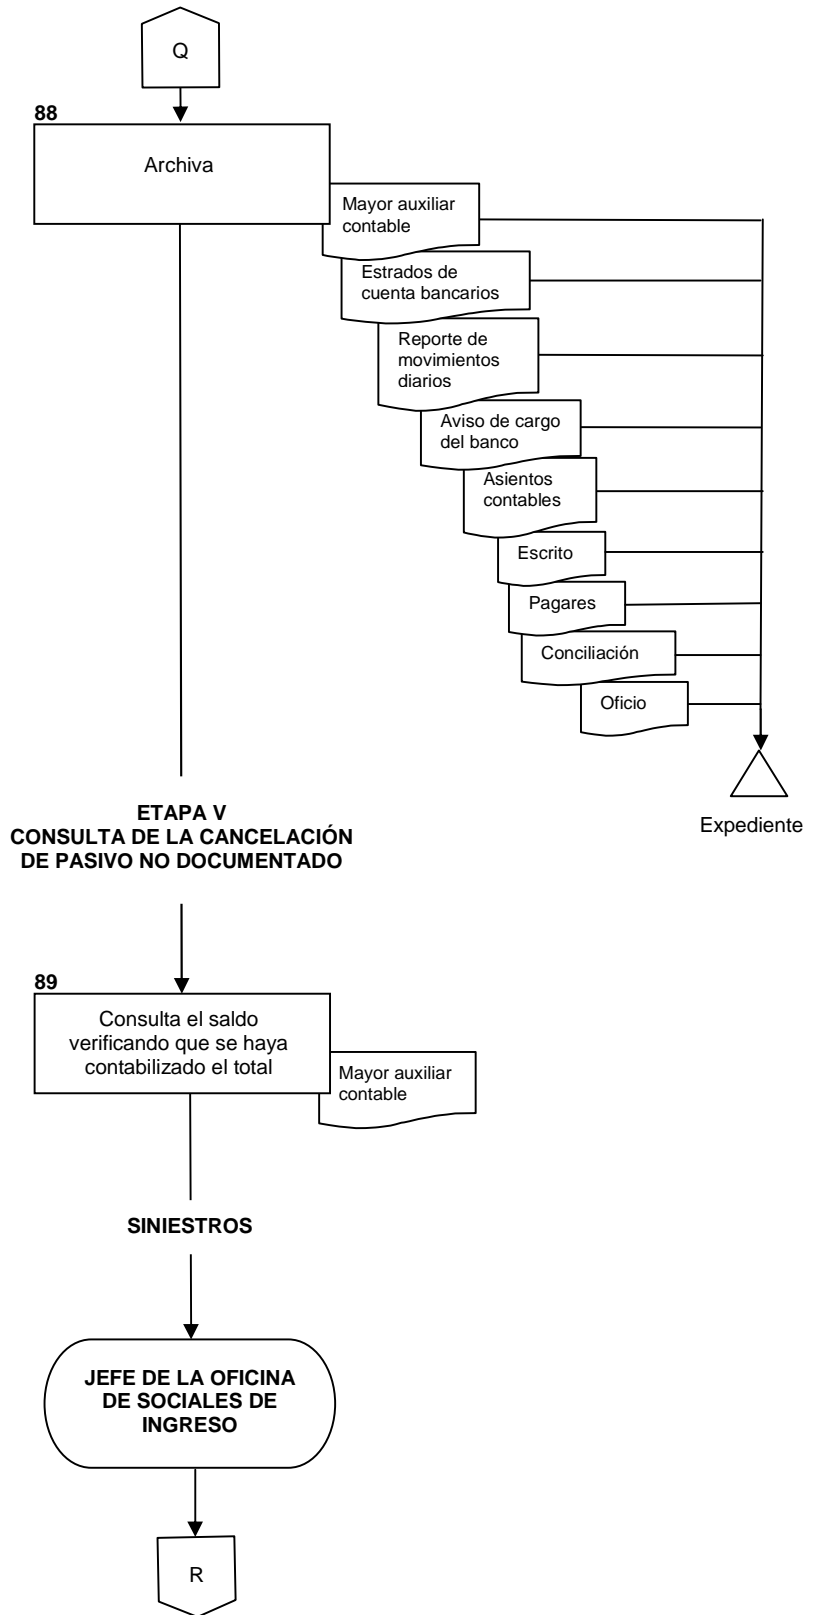 Q
88
Archiva
Mayor auxiliar
contable
Estrados de
cuenta bancarios
Reporte de
movimientos
diarios
Aviso de cargo
del banco
Asientos
contables
Escrito
Pagares
Conciliación
Oficio
Expediente
ETAPA V
CONSULTA DE LA CANCELACIÓN
DE PASIVO NO DOCUMENTADO
89
Consulta el saldo
verificando que se haya
contabilizado el total
Mayor auxiliar
contable
SINIESTROS
JEFE DE LA OFICINA
DE SOCIALES DE
INGRESO
R